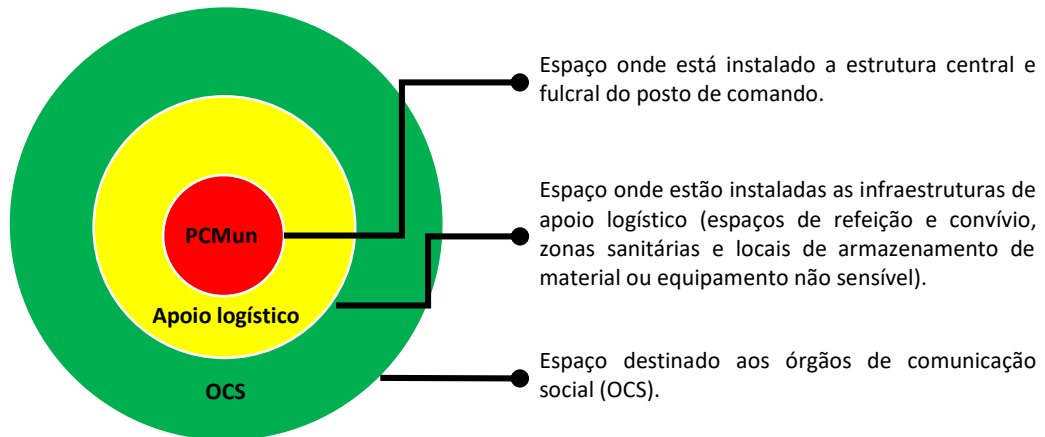 Espaço onde está instalado a estrutura central e
fulcral do posto de comando.
PCMun
Espaço onde estão instaladas as infraestruturas de
apoio logístico (espaços de refeição e convívio,
zonas sanitárias e locais de armazenamento de
material ou equipamento não sensível).
Apoio logístico
Espaço destinado aos órgãos de comunicação
social (OCS).
OCS